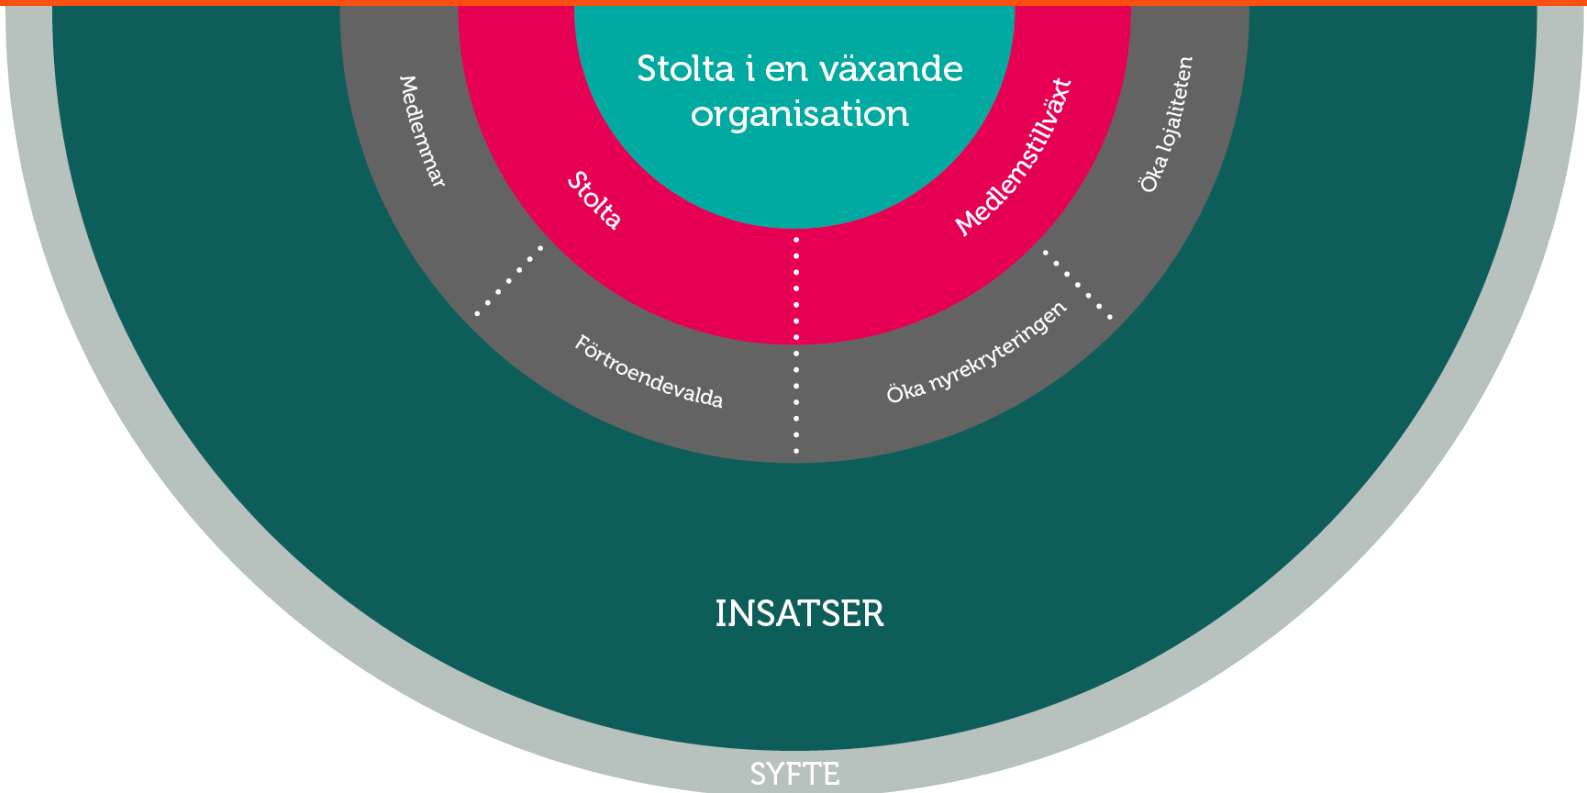 Stolta i en växande
organisation
Stolta
Medlemstillväxt
Medlemmar
Förtroendevalda
Öka nyrekryteringen
Öka lojaliteten
INSATSER
SYFTE